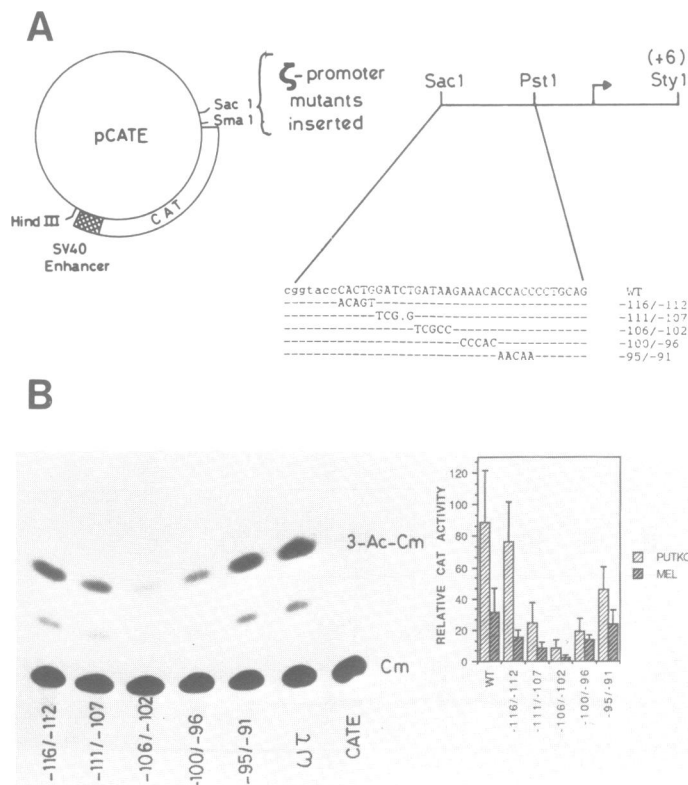 A
pCATE
Sac 1
Sma 1
ζ-promoter
mutants
inserted
Hind III
CAT
SV40
Enhancer
Sac1
Pst1
(+6)
Sty1
cggtaccCACTGGATCTGATAAGAAACACCACCCCTGCAG WT
-------ACAGT---------------------------- -116/-112
------------TCG.G----------------------- -111/-107
-----------------TCGCC------------------ -106/-102
-----------------------CCCAC------------ -100/-96
----------------------------AACAA------- -95/-91
B
3-Ac-Cm
Cm
-116/-112
-111/-107
-106/-102
-100/-96
-95/-91
ωτ
CATE
RELATIVE CAT ACTIVITY
120
100
80
60
40
20
0
WT
-116/-112
-111/-107
-106/-102
-100/-96
-95/-91
PUTKO
MEL